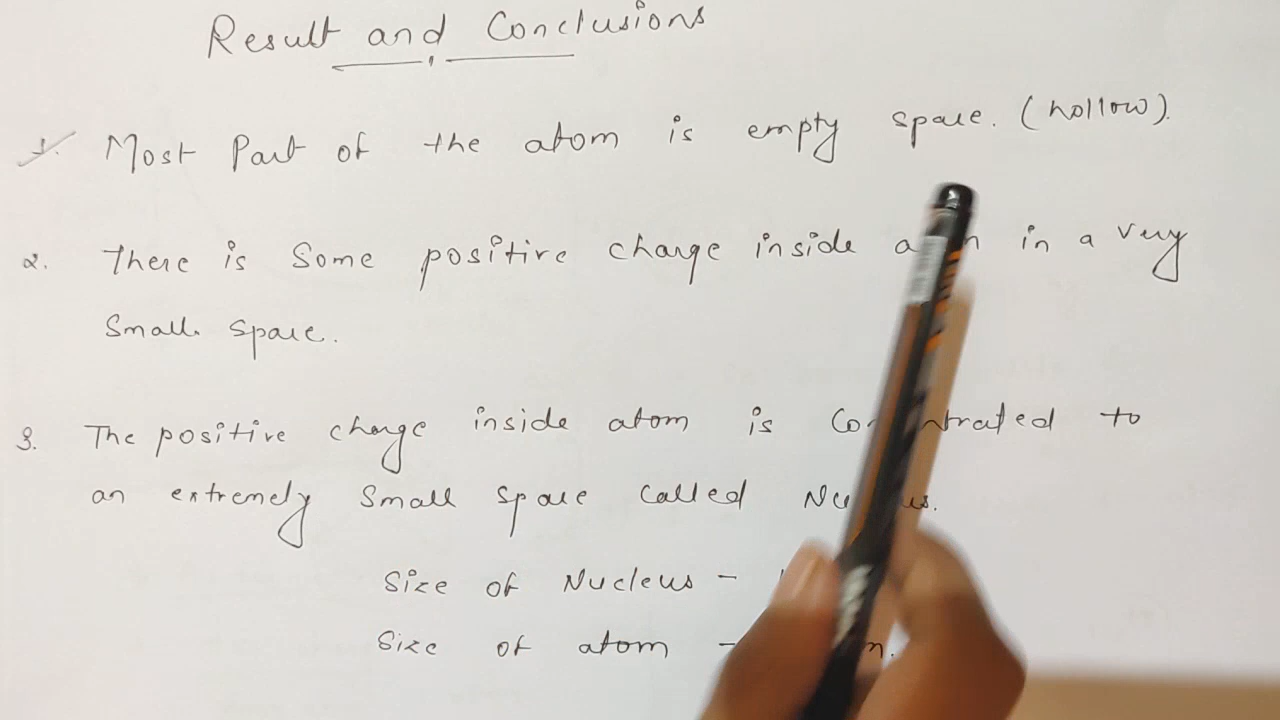 Result and Conclusions
1. Most Part of the atom is empty space. (hollow).
2. There is Some positive charge inside in a very
Small space.
3. The positive charge inside atom is to
an extremely Small space called
Size of Nucleus -
Size of atom -